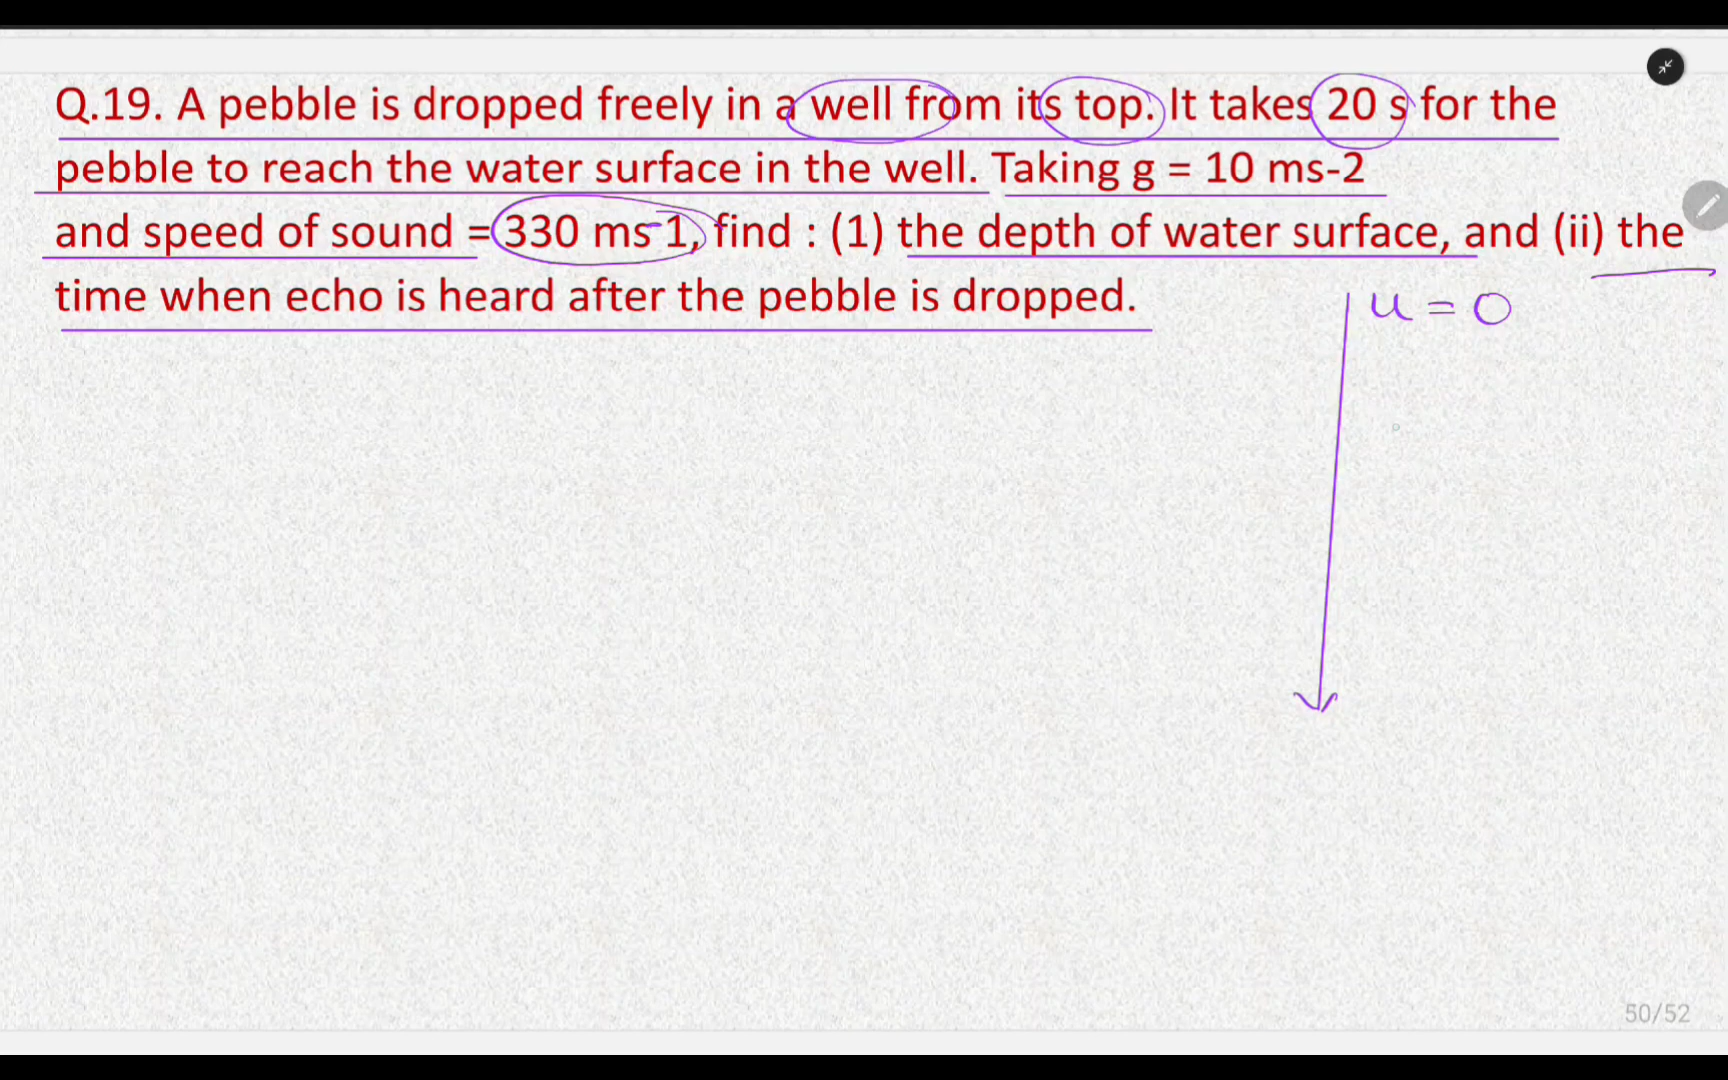 Q.19. A pebble is dropped freely in a well from its top. It takes 20 s for the
pebble to reach the water surface in the well. Taking g = 10 ms-2
and speed of sound = 330 ms-1, find : (1) the depth of water surface, and (ii) the
time when echo is heard after the pebble is dropped.
u = 0
50/52